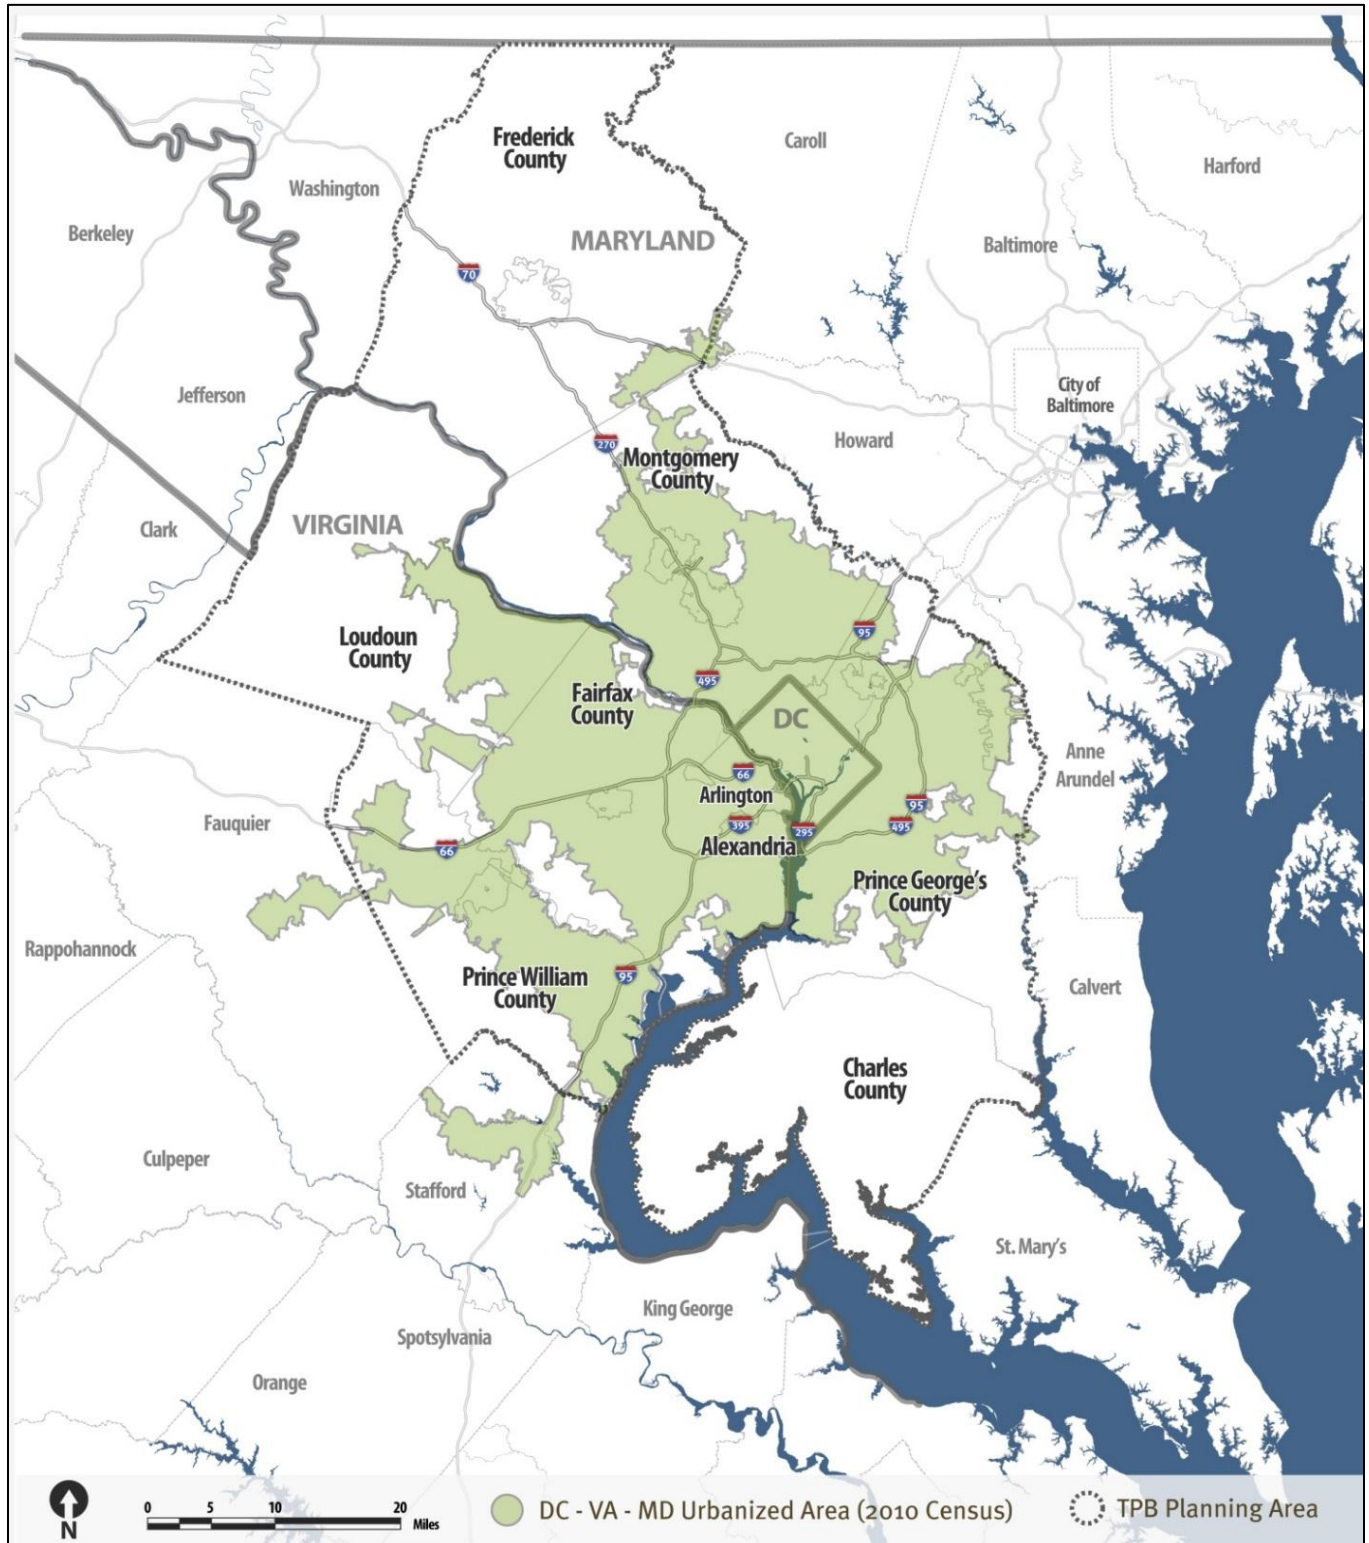 Frederick
County
Caroll
Harford
Washington
Berkeley
MARYLAND
Baltimore
70
Jefferson
City of
Baltimore
Howard
270
Montgomery
County
Clark
VIRGINIA
Loudoun
County
95
495
Fairfax
County
DC
Anne
Arundel
66
Arlington
95
Fauquier
395
295
495
66
Alexandria
Prince George's
County
Rappohannock
Prince William
County
95
Calvert
Charles
County
Culpeper
Stafford
St. Mary's
King George
Spotsylvania
Orange
N
0 5 10 20
Miles
DC - VA - MD Urbanized Area (2010 Census)
TPB Planning Area